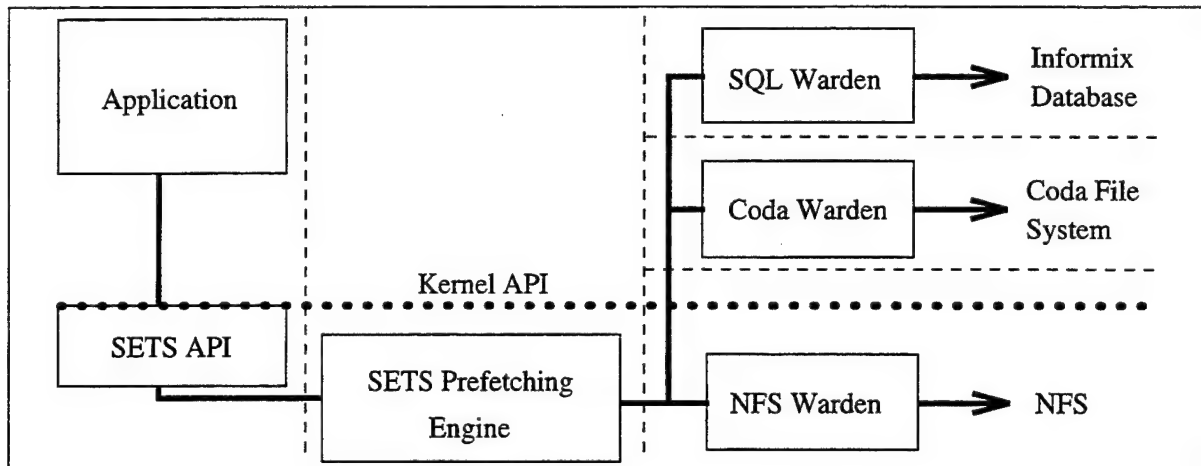 Application
SQL Warden
Informix
Database
Coda Warden
Coda File
System
Kernel API
SETS API
SETS Prefetching
Engine
NFS Warden
NFS